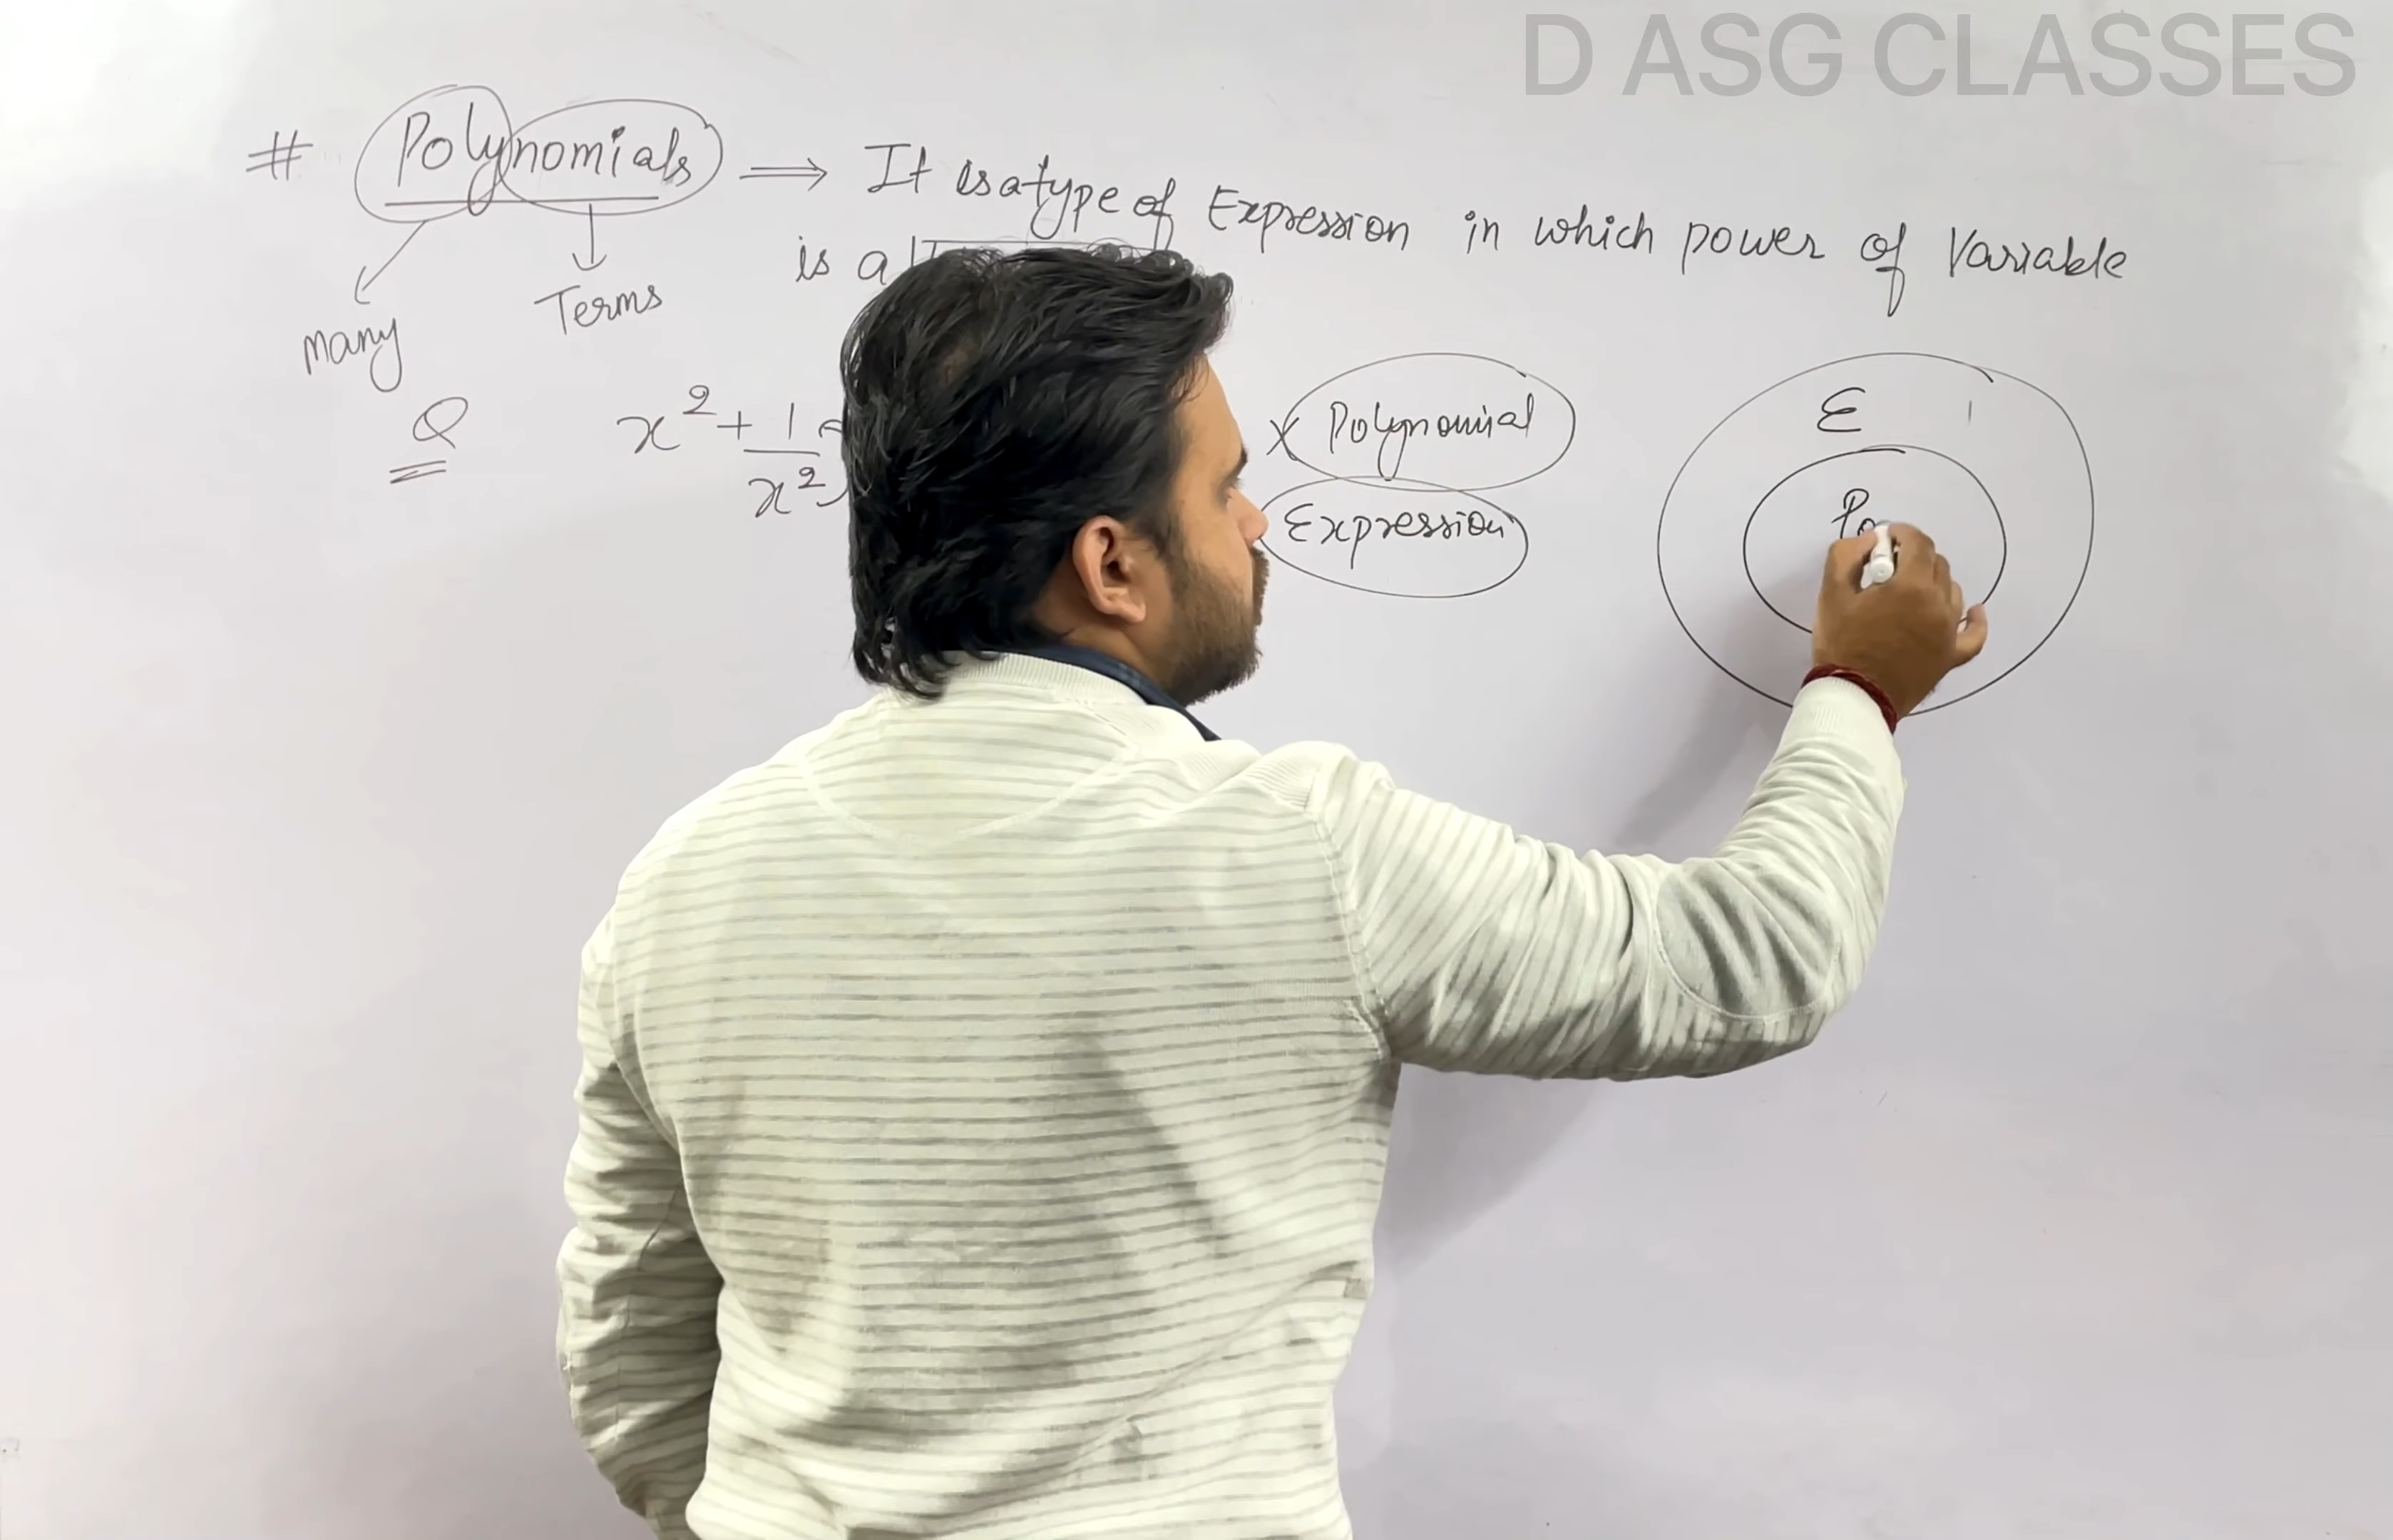 D ASG CLASSES
# Polynomials ⟹ It is a type of Expression in which power of Variable
is a
many
Terms
Q
x² + 1/x²
x Polynomial
Expression
E
Po